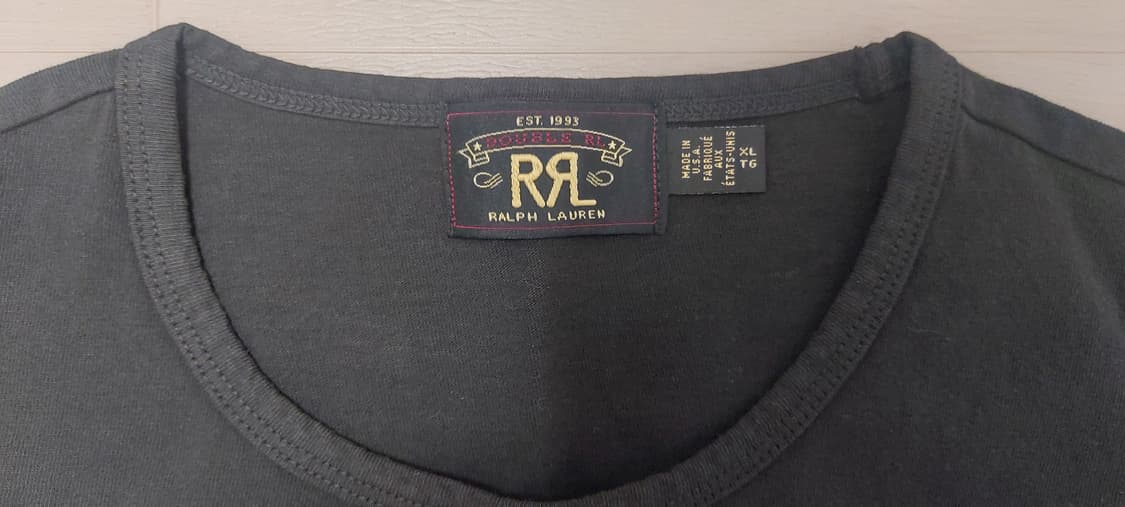 EST. 1993
DOUBLE RL
RRL
RALPH LAUREN
MADE IN
U.S.A.
FABRIQUÉ
AUX
ÉTATS-UNIS
XL
TG